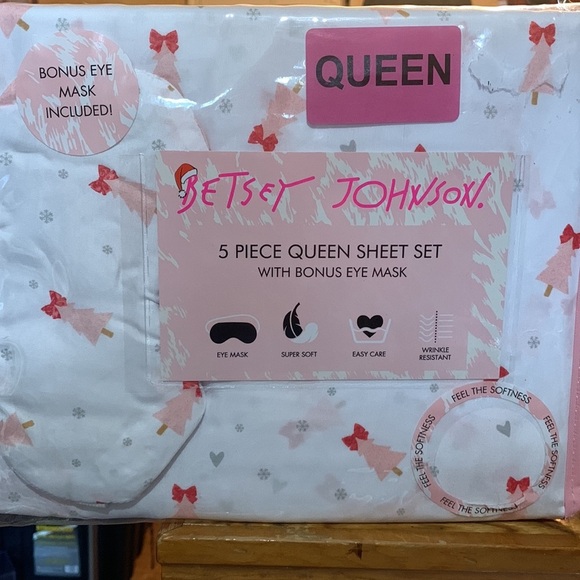 BONUS EYE
MASK
INCLUDED!
QUEEN
BETSEY JOHNSON.
5 PIECE QUEEN SHEET SET
WITH BONUS EYE MASK
EYE MASK
SUPER SOFT
EASY CARE
WRINKLE
RESISTANT
FEEL THE SOFTNESS
FEEL THE SOFTNESS
FEEL THE SOFTNESS
FEEL THE SOFTNESS